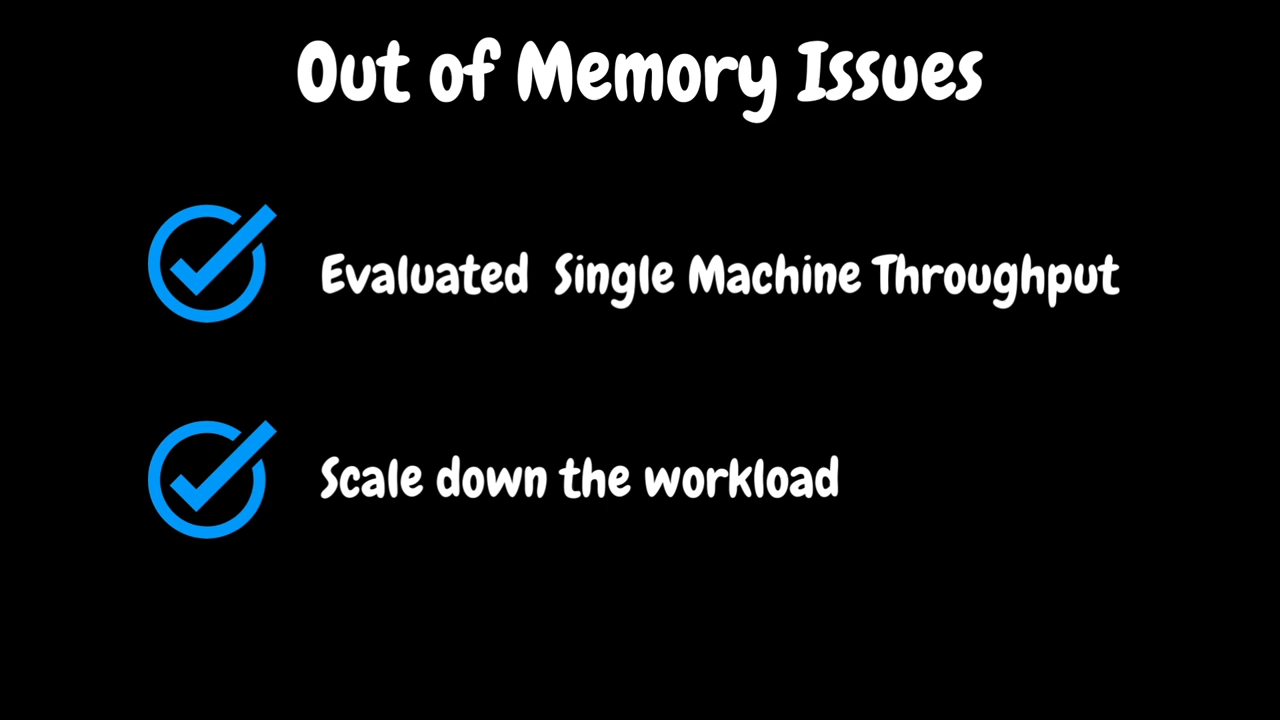 Out of Memory Issues
Evaluated  Single Machine Throughput
Scale down the workload